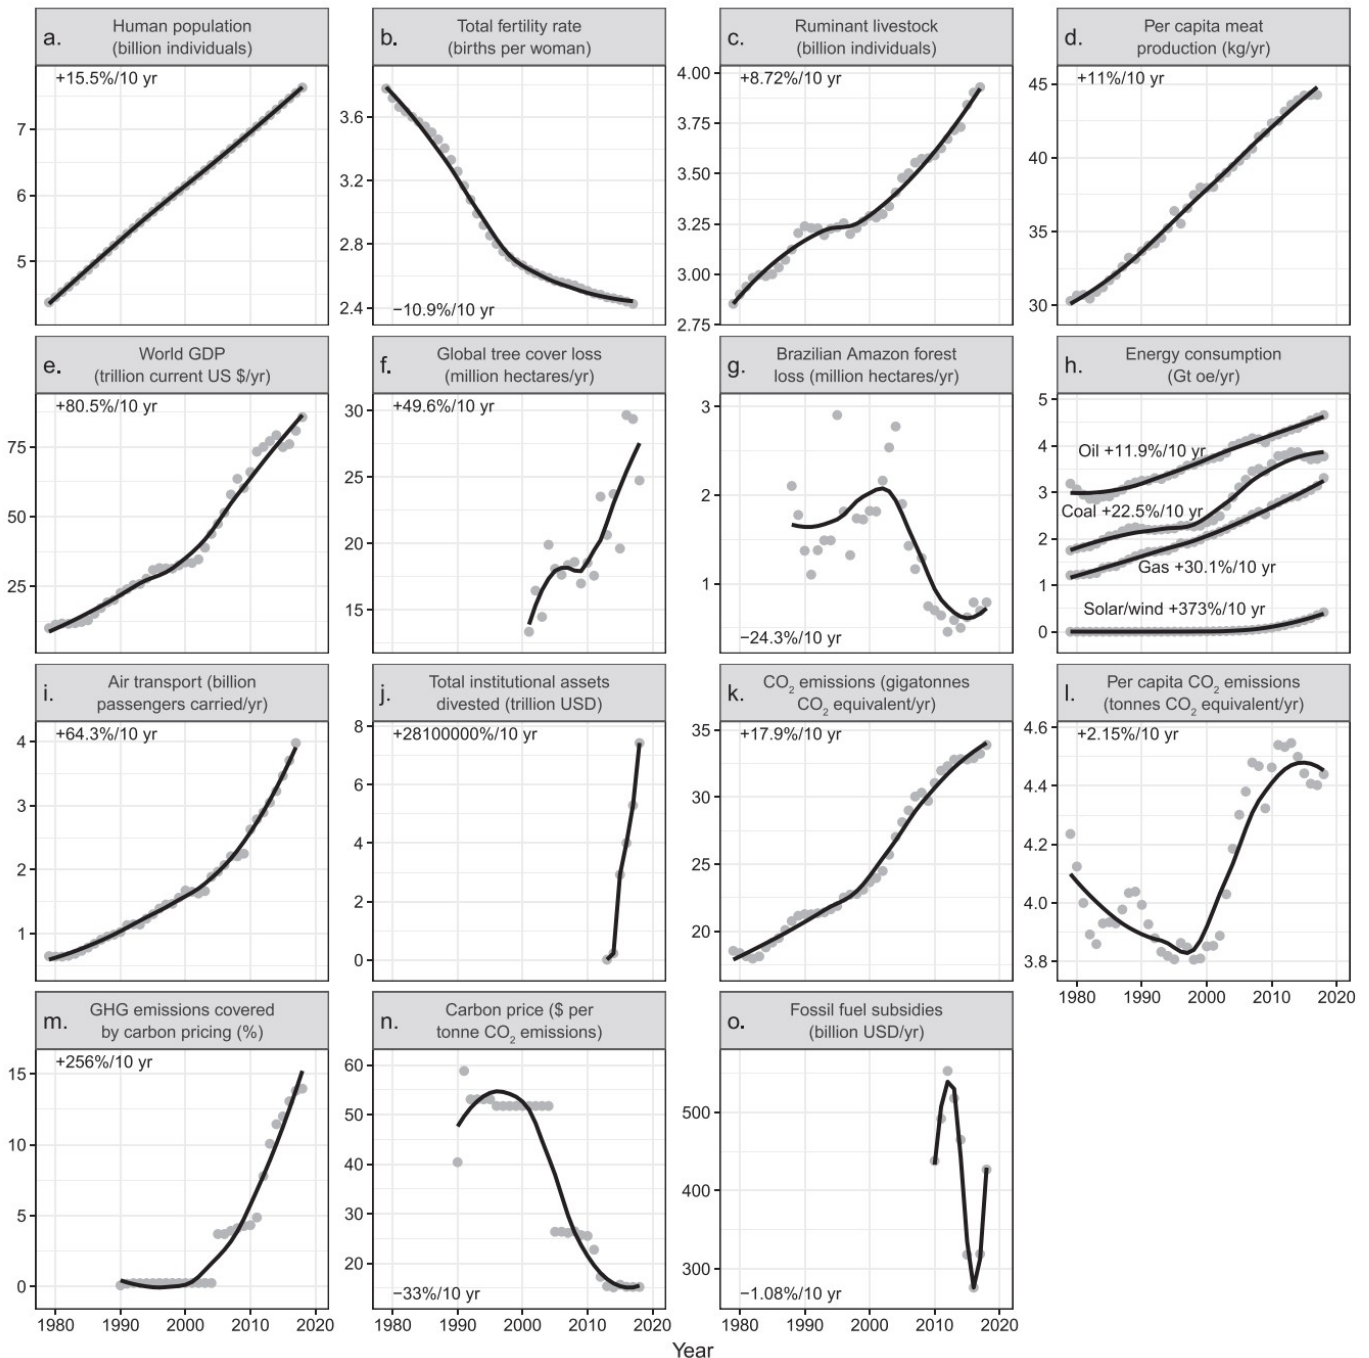 a. Human population
(billion individuals)
+15.5%/10 yr
7
6
5
b. Total fertility rate
(births per woman)
3.6
3.2
2.8
2.4
−10.9%/10 yr
c. Ruminant livestock
(billion individuals)
+8.72%/10 yr
4.00
3.75
3.50
3.25
3.00
2.75
d. Per capita meat
production (kg/yr)
+11%/10 yr
45
40
35
30
e. World GDP
(trillion current US $/yr)
+80.5%/10 yr
75
50
25
f. Global tree cover loss
(million hectares/yr)
+49.6%/10 yr
30
25
20
15
g. Brazilian Amazon forest
loss (million hectares/yr)
3
2
1
−24.3%/10 yr
h. Energy consumption
(Gt oe/yr)
5
4
3
2
1
0
Oil +11.9%/10 yr
Coal +22.5%/10 yr
Gas +30.1%/10 yr
Solar/wind +373%/10 yr
i. Air transport (billion
passengers carried/yr)
+64.3%/10 yr
4
3
2
1
j. Total institutional assets
divested (trillion USD)
+28100000%/10 yr
8
6
4
2
0
k. CO2 emissions (gigatonnes
CO2 equivalent/yr)
+17.9%/10 yr
35
30
25
20
l. Per capita CO2 emissions
(tonnes CO2 equivalent/yr)
+2.15%/10 yr
4.6
4.4
4.2
4.0
3.8
1980 1990 2000 2010 2020
m. GHG emissions covered
by carbon pricing (%)
+256%/10 yr
15
10
5
0
1980 1990 2000 2010 2020
n. Carbon price ($ per
tonne CO2 emissions)
60
50
40
30
20
−33%/10 yr
1980 1990 2000 2010 2020
o. Fossil fuel subsidies
(billion USD/yr)
500
400
300
−1.08%/10 yr
1980 1990 2000 2010 2020
Year